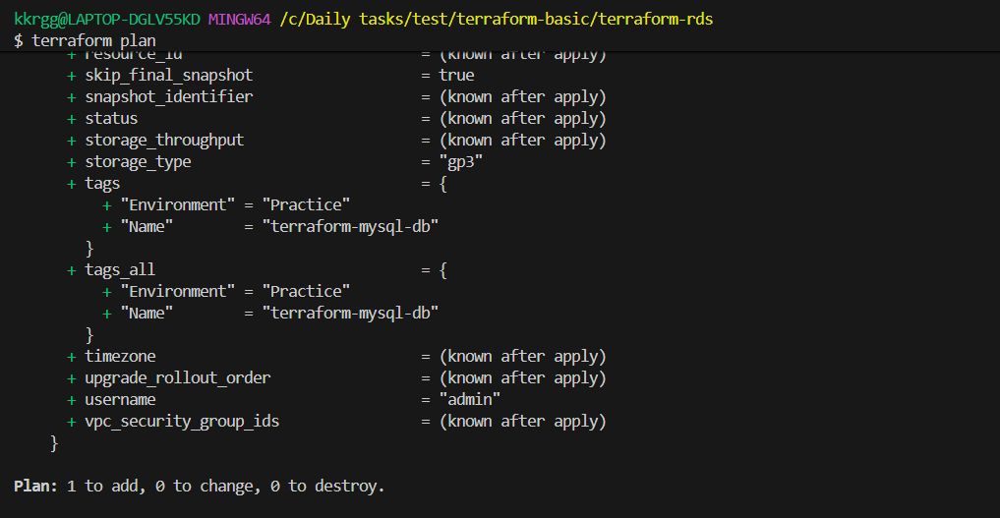 kkrgg@LAPTOP-DGLV55KD MINGW64 /c/Daily tasks/test/terraform-basic/terraform-rds
$ terraform plan
+ resource_id = (known after apply)
+ skip_final_snapshot = true
+ snapshot_identifier = (known after apply)
+ status = (known after apply)
+ storage_throughput = (known after apply)
+ storage_type = "gp3"
+ tags = {
+ "Environment" = "Practice"
+ "Name" = "terraform-mysql-db"
}
+ tags_all = {
+ "Environment" = "Practice"
+ "Name" = "terraform-mysql-db"
}
+ timezone = (known after apply)
+ upgrade_rollout_order = (known after apply)
+ username = "admin"
+ vpc_security_group_ids = (known after apply)
}
Plan: 1 to add, 0 to change, 0 to destroy.